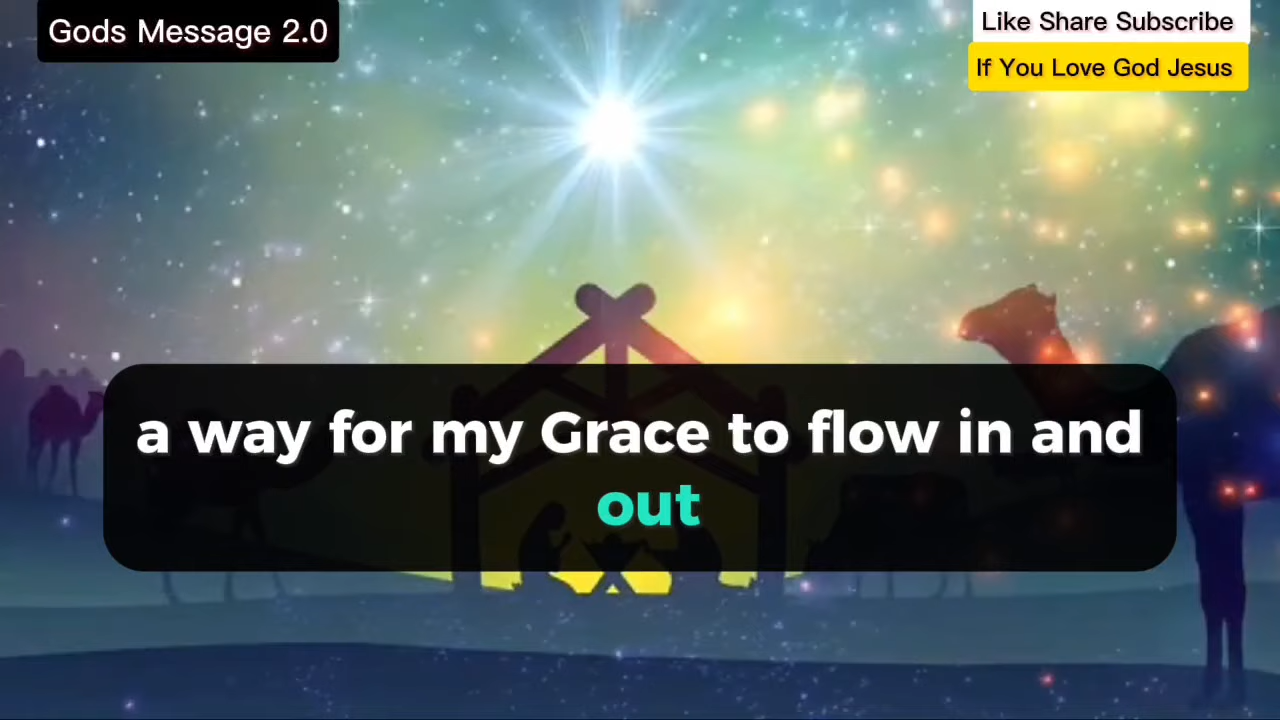 Gods Message 2.0
Like Share Subscribe
If You Love God Jesus
a way for my Grace to flow in and
out